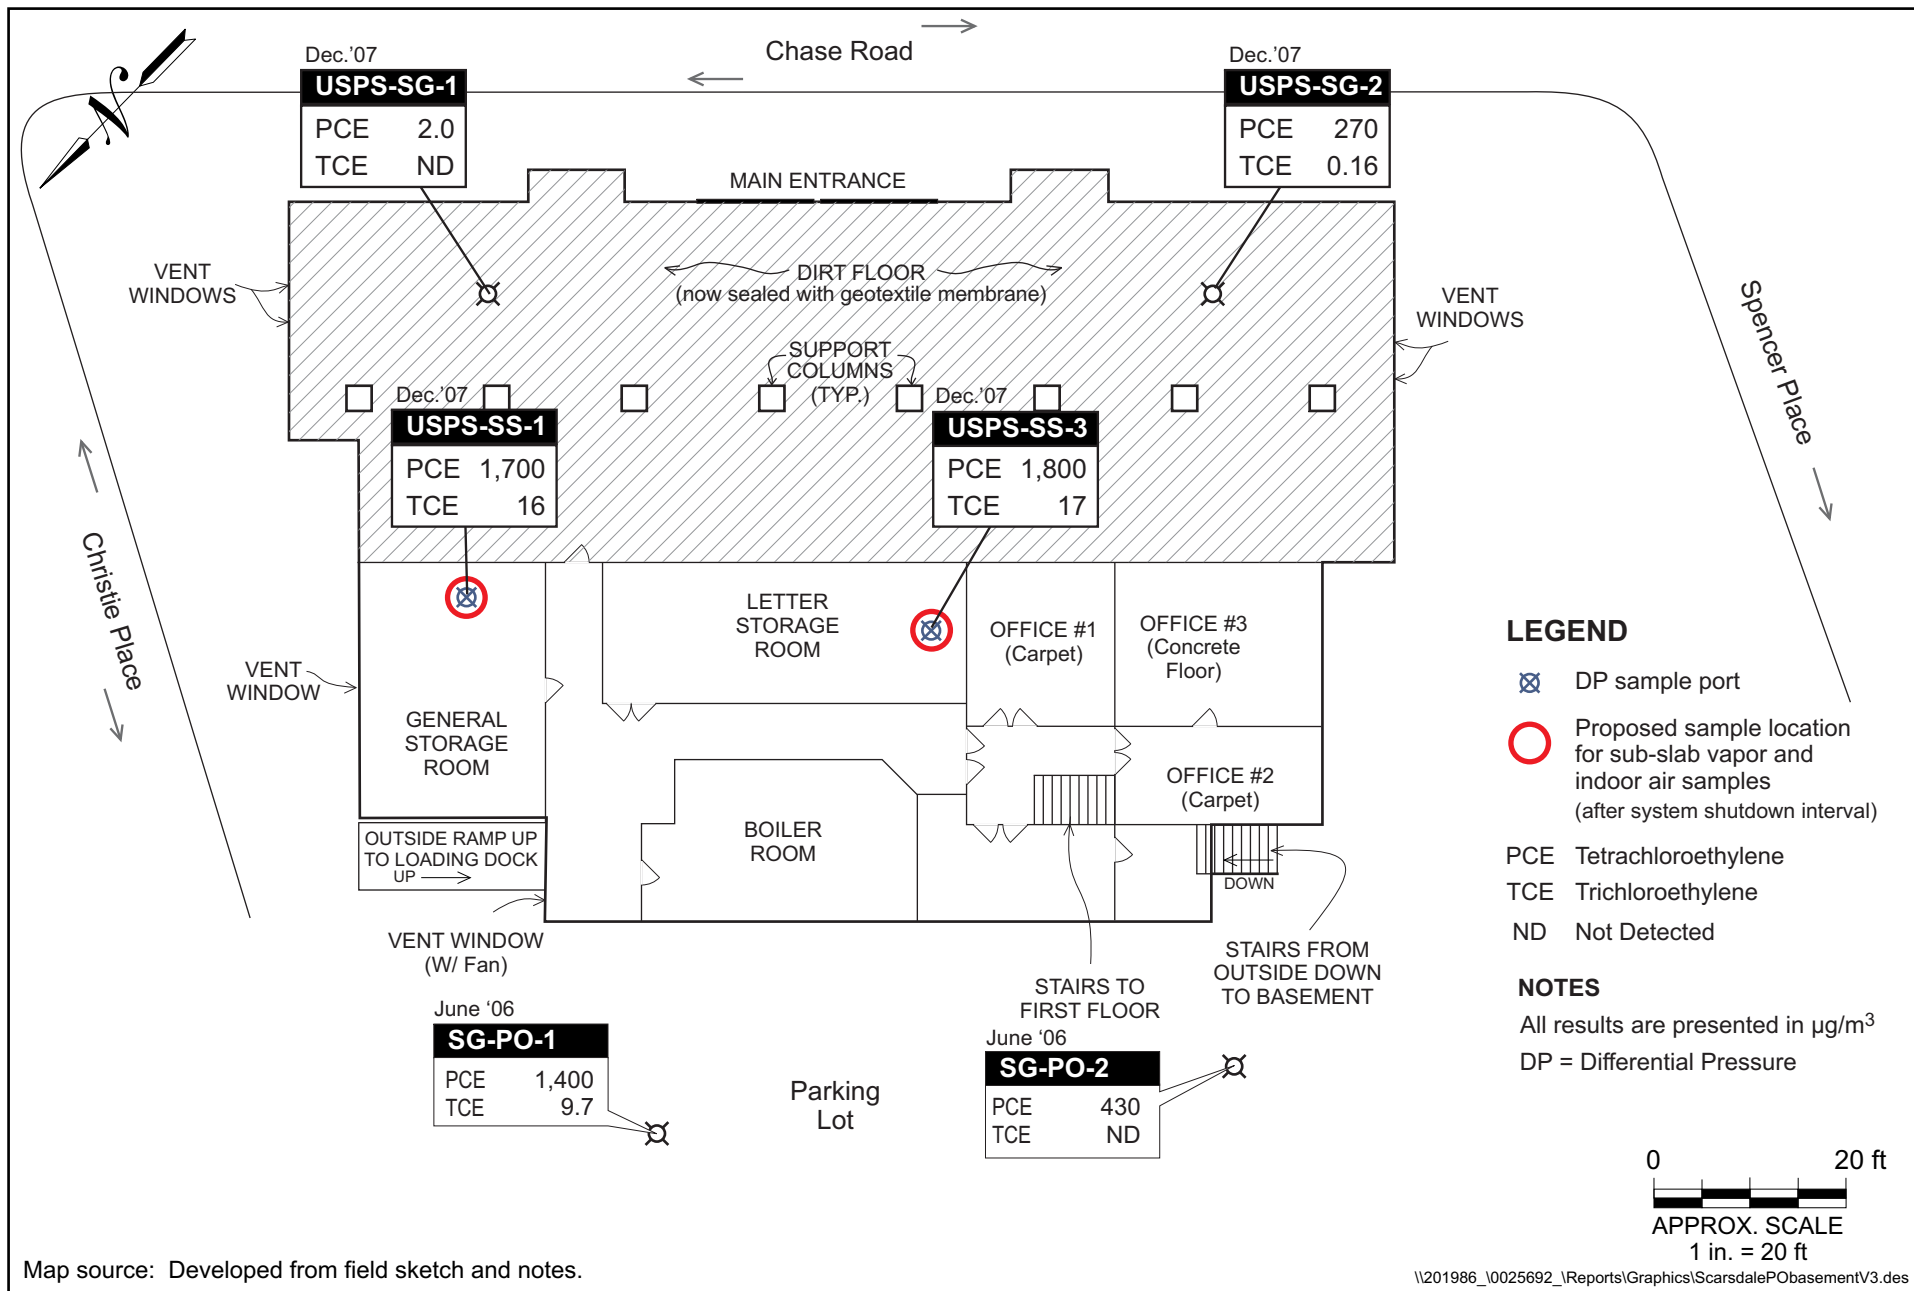 Chase Road
Dec.'07
USPS-SG-1
PCE 2.0
TCE ND
Dec.'07
USPS-SG-2
PCE 270
TCE 0.16
MAIN ENTRANCE
VENT
WINDOWS
DIRT FLOOR
(now sealed with geotextile membrane)
VENT
WINDOWS
Spencer Place
SUPPORT
COLUMNS
(TYP.)
Dec.'07
USPS-SS-1
PCE 1,700
TCE 16
Dec.'07
USPS-SS-3
PCE 1,800
TCE 17
Christie Place
LETTER
STORAGE
ROOM
OFFICE #1
(Carpet)
OFFICE #3
(Concrete
Floor)
VENT
WINDOW
GENERAL
STORAGE
ROOM
OFFICE #2
(Carpet)
BOILER
ROOM
OUTSIDE RAMP UP
TO LOADING DOCK
UP
DOWN
VENT WINDOW
(W/ Fan)
STAIRS TO
FIRST FLOOR
STAIRS FROM
OUTSIDE DOWN
TO BASEMENT
June ‘06
SG-PO-1
PCE 1,400
TCE 9.7
Parking
Lot
June ‘06
SG-PO-2
PCE 430
TCE ND
LEGEND
DP sample port
Proposed sample location
for sub-slab vapor and
indoor air samples
(after system shutdown interval)
PCE Tetrachloroethylene
TCE Trichloroethylene
ND Not Detected
NOTES
All results are presented in µg/m³
DP = Differential Pressure
0 20 ft
APPROX. SCALE
1 in. = 20 ft
Map source: Developed from field sketch and notes.
\\201986_\0025692_\Reports\Graphics\ScarsdalePObasementV3.des